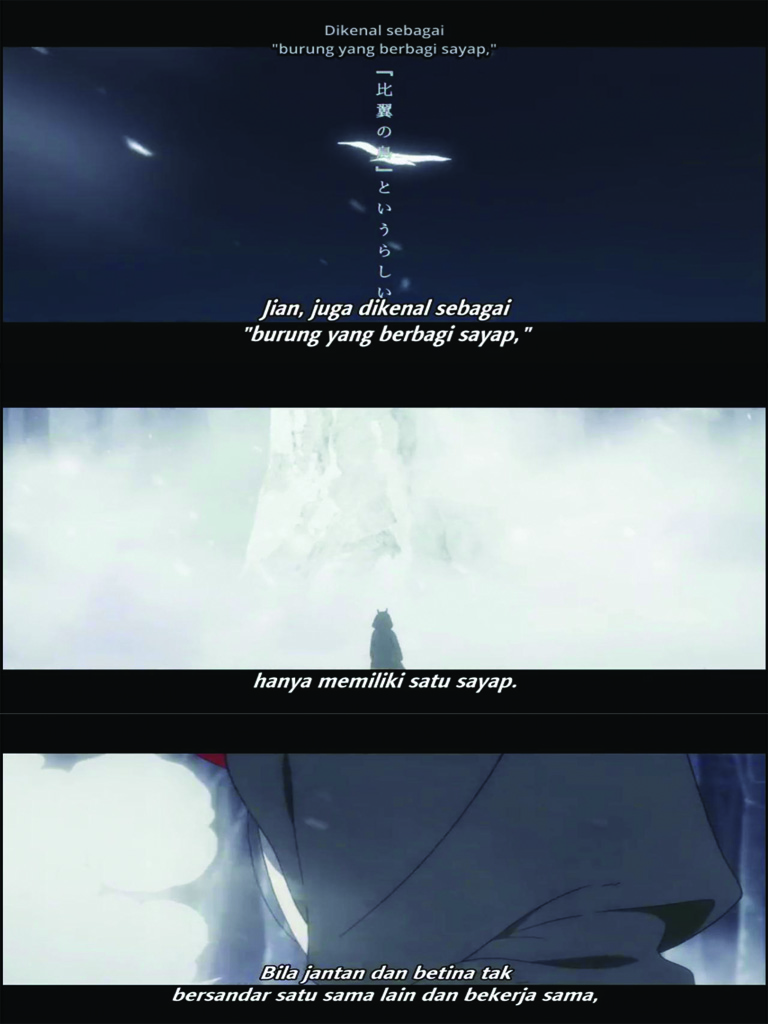 Dikenal sebagai
"burung yang berbagi sayap,"
『比翼の鳥』というらしい
Jian, juga dikenal sebagai
"burung yang berbagi sayap,"
hanya memiliki satu sayap.
Bila jantan dan betina tak
bersandar satu sama lain dan bekerja sama,